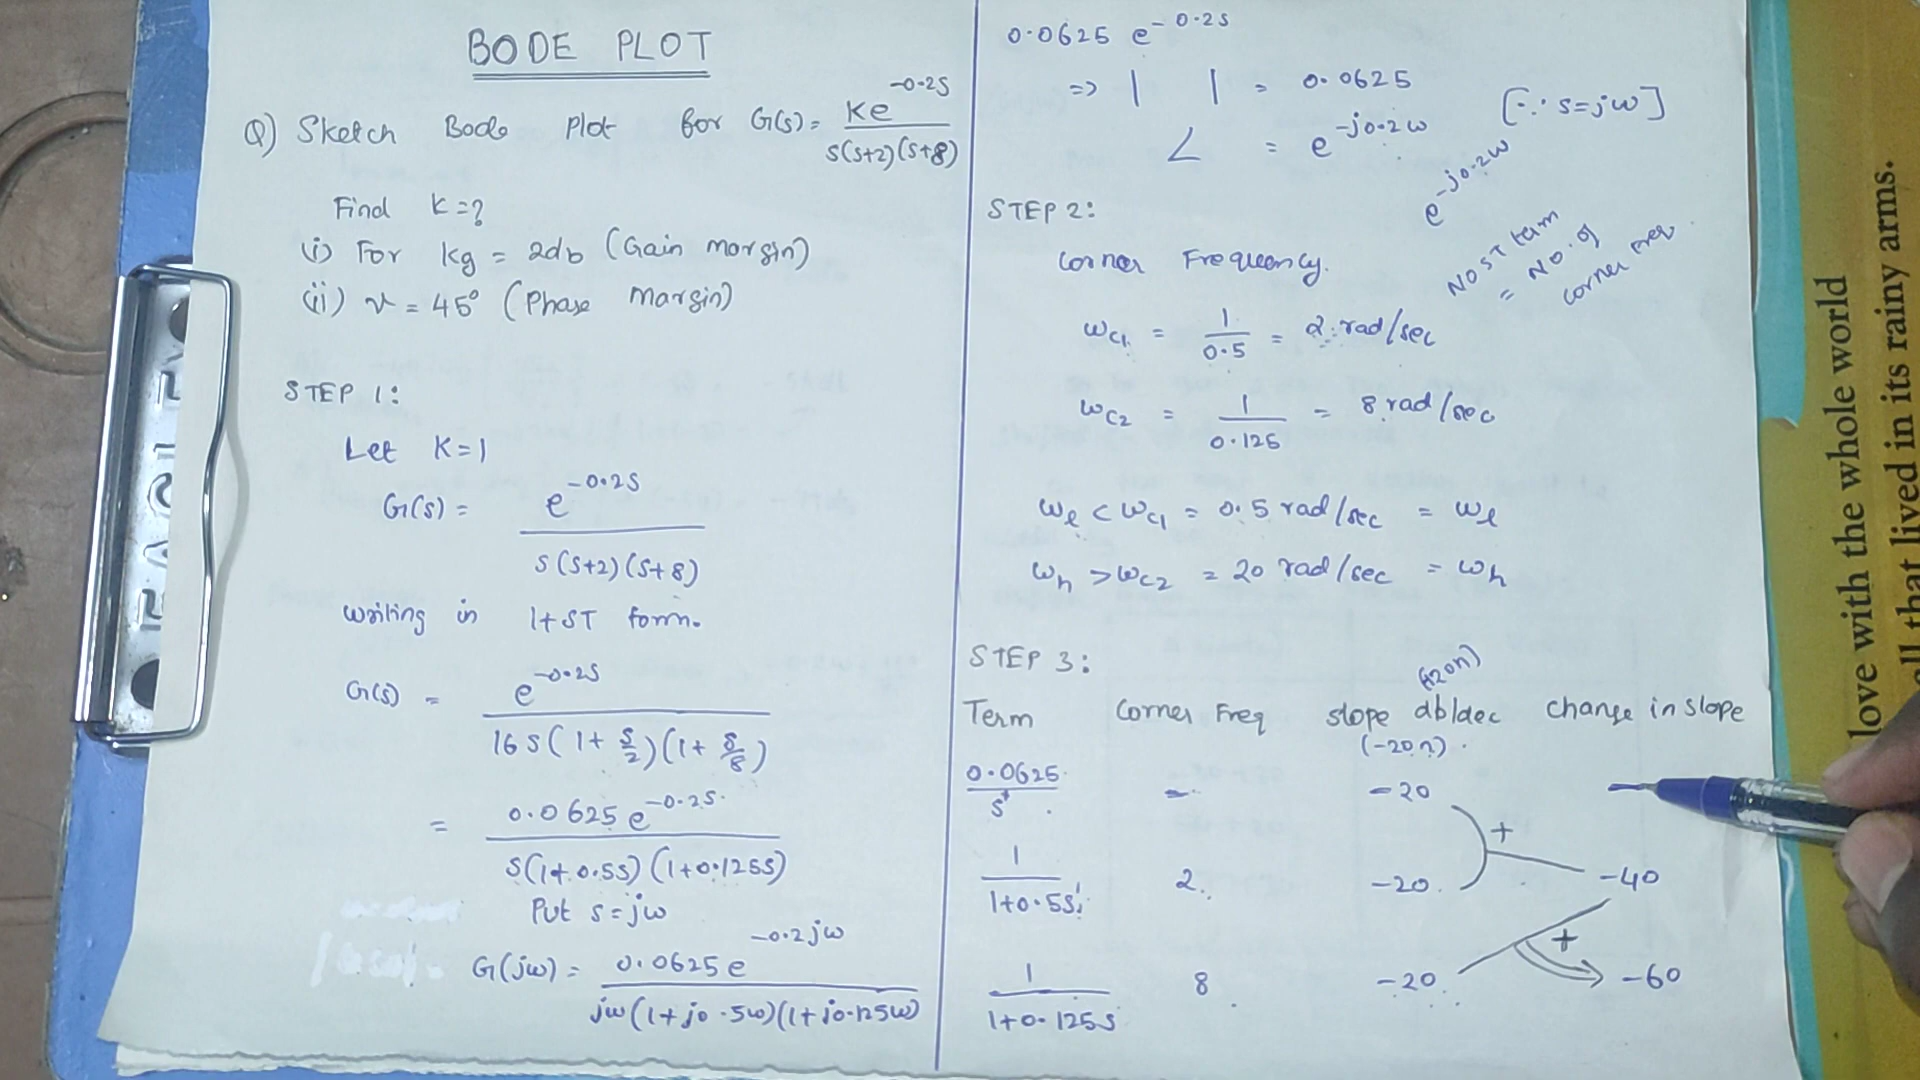 BODE PLOT
Q) Sketch Bode Plot for G(s) = Ke^-0.2s / s(s+2)(s+8)
Find K=?
(i) For Kg = 2db (Gain margin)
(ii) γ = 45° (Phase Margin)
STEP 1:
Let K=1
G(s) = e^-0.2s / s(s+2)(s+8)
writing in 1+ST form.
G(s) = e^-0.2s / 16 s(1+ s/2)(1+ s/8)
= 0.0625 e^-0.2s / s(1+0.5s)(1+0.125s)
Put s=jω
G(jω) = 0.0625 e^-0.2jω / jω(1+j0.5ω)(1+j0.125ω)
0.0625 e^-0.2s
=> | | = 0.0625
∠ = e^-j0.2ω [∵ s=jω]
e^-j0.2ω
STEP 2:
NO ST term
= NO. of
corner freq.
Corner Frequency.
ωc1 = 1/0.5 = 2 rad/sec
ωc2 = 1/0.125 = 8 rad/sec
ωl < ωc1 = 0.5 rad/sec = ωl
ωh > ωc2 = 20 rad/sec = ωh
STEP 3:
(+20n)
Term Corner Freq slope db/dec change in slope
(-20n)
0.0625/s - -20 -
+
1/1+0.5s 2 -20 -40
+
1/1+0.125s 8 -20 -60
love with the whole world
all that lived in its rainy arms.